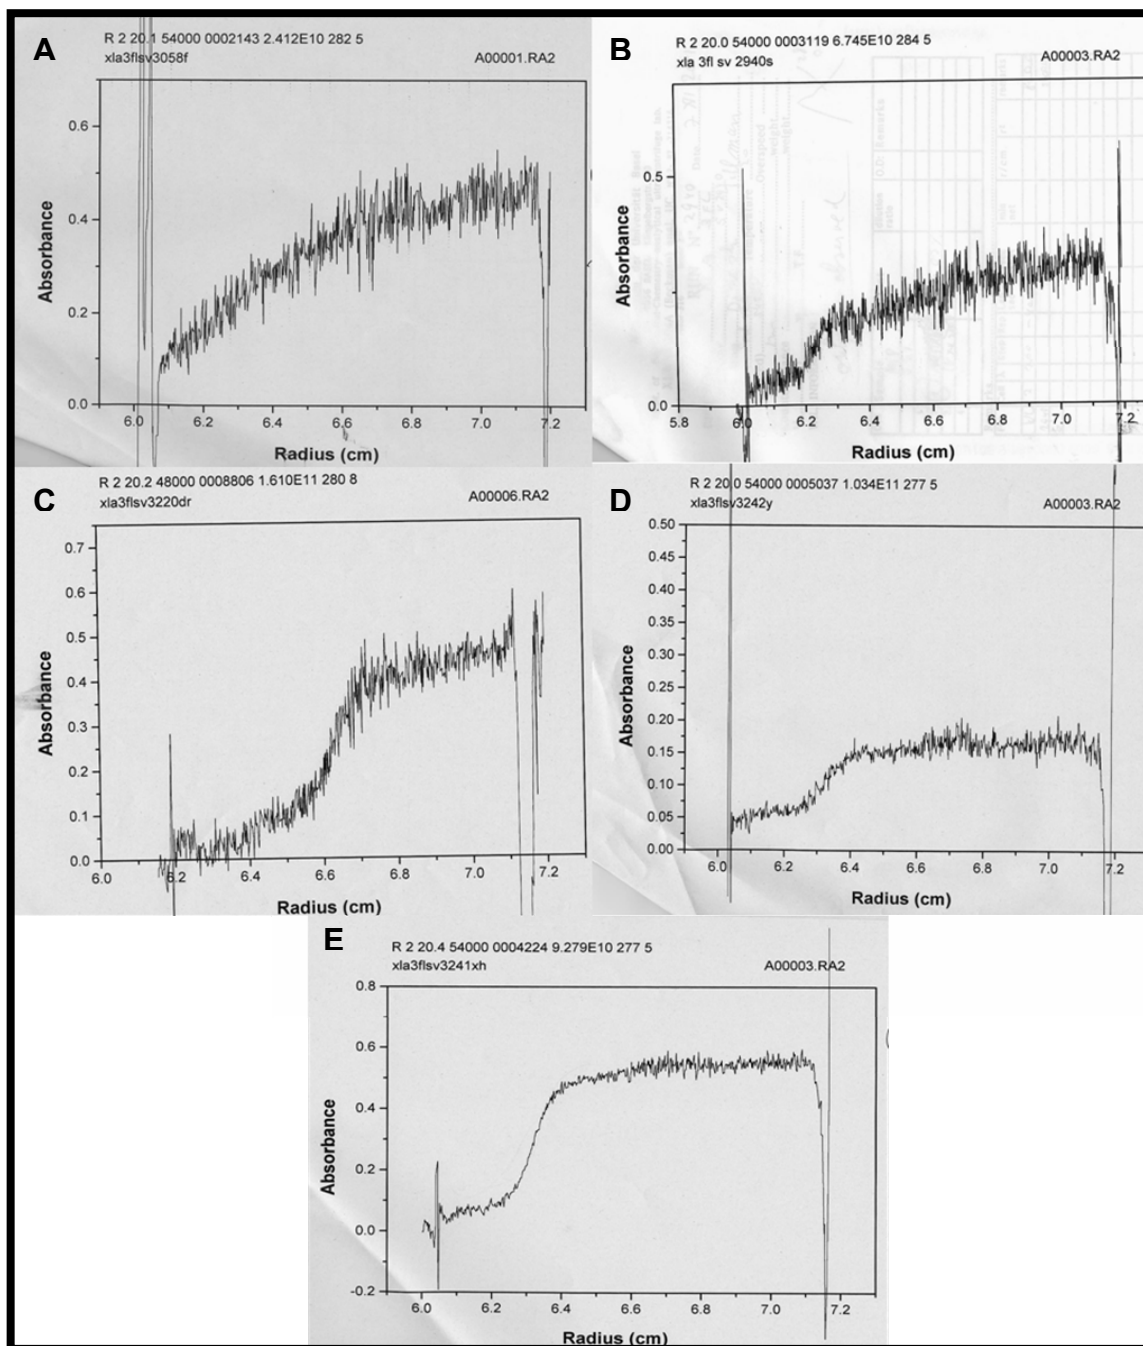 A
R 2 20.1 54000 0002143 2.412E10 282 5
xla3flsv3058f
A00001.RA2
0.6
0.4
0.2
0.0
Absorbance
6.0 6.2 6.4 6.6 6.8 7.0 7.2
Radius (cm)
B
R 2 20.0 54000 0003119 6.745E10 284 5
xla 3fl sv 2940s
A00003.RA2
0.5
0.0
Absorbance
5.8 6.0 6.2 6.4 6.6 6.8 7.0 7.2
Radius (cm)
C
R 2 20.2 48000 0008806 1.610E11 280 8
xla3flsv3220dr
A00006.RA2
0.7
0.6
0.5
0.4
0.3
0.2
0.1
0.0
Absorbance
6.0 6.2 6.4 6.6 6.8 7.0 7.2
Radius (cm)
D
R 2 20.0 54000 0005037 1.034E11 277 5
xla3flsv3242y
A00003.RA2
0.50
0.45
0.40
0.35
0.30
0.25
0.20
0.15
0.10
0.05
0.00
Absorbance
6.0 6.2 6.4 6.6 6.8 7.0 7.2
Radius (cm)
E
R 2 20.4 54000 0004224 9.279E10 277 5
xla3flsv3241xh
A00003.RA2
0.8
0.6
0.4
0.2
0.0
-0.2
Absorbance
6.0 6.2 6.4 6.6 6.8 7.0 7.2
Radius (cm)